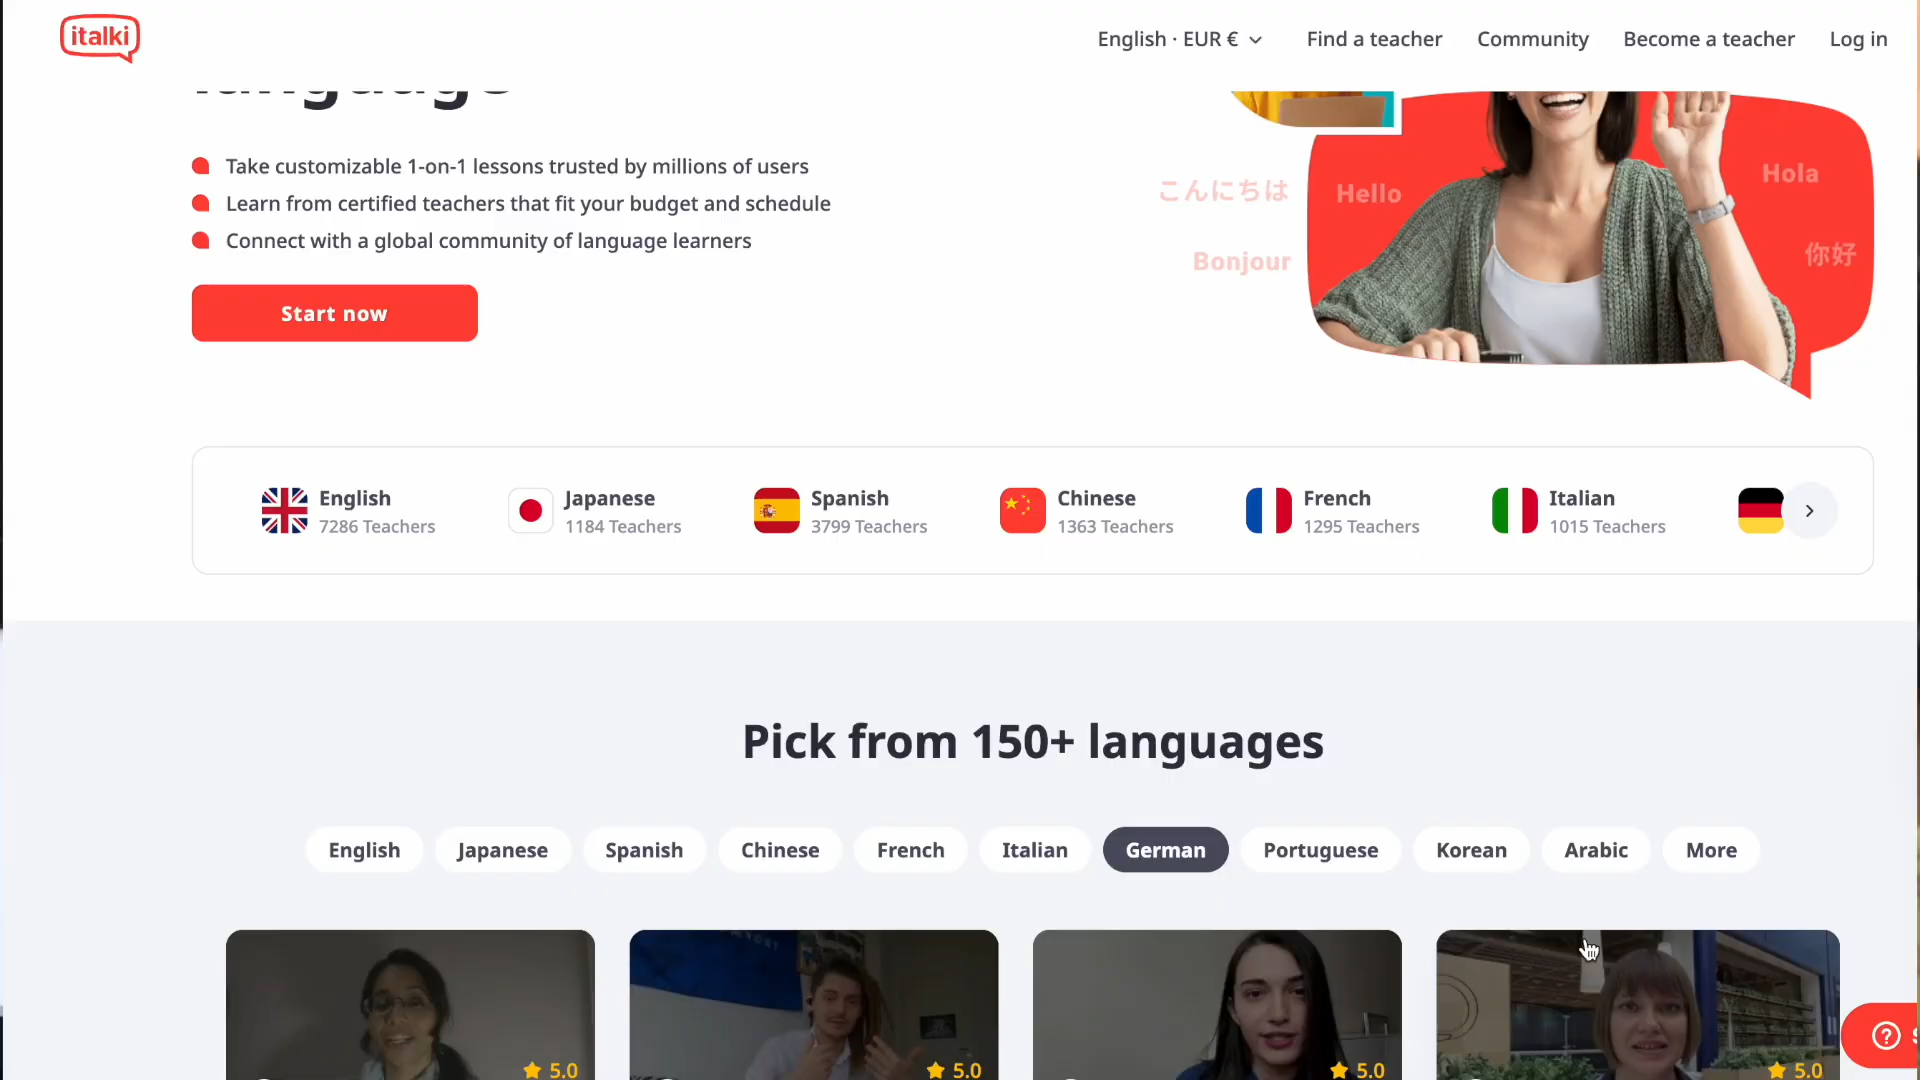 italki
English · EUR €
Find a teacher
Community
Become a teacher
Log in
language
Take customizable 1-on-1 lessons trusted by millions of users
Learn from certified teachers that fit your budget and schedule
Connect with a global community of language learners
Start now
こんにちは
Hello
Hola
Bonjour
你好
English
7286 Teachers
Japanese
1184 Teachers
Spanish
3799 Teachers
Chinese
1363 Teachers
French
1295 Teachers
Italian
1015 Teachers
Pick from 150+ languages
English
Japanese
Spanish
Chinese
French
Italian
German
Portuguese
Korean
Arabic
More
5.0
5.0
5.0
5.0